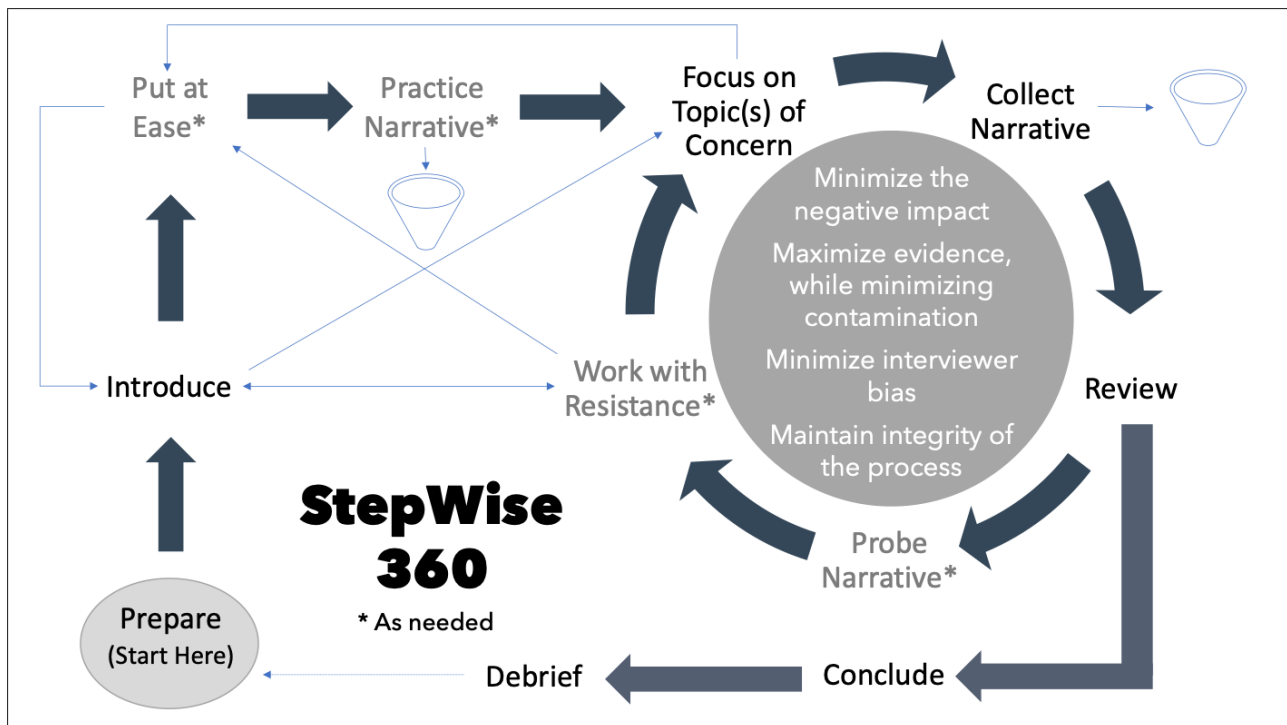 Put at
Ease*
Practice
Narrative*
Focus on
Topic(s) of
Concern
Collect
Narrative
Minimize the
negative impact
Maximize evidence,
while minimizing
contamination
Minimize interviewer
bias
Maintain integrity of
the process
Introduce
Work with
Resistance*
Review
StepWise
360
* As needed
Probe
Narrative*
Prepare
(Start Here)
Debrief
Conclude